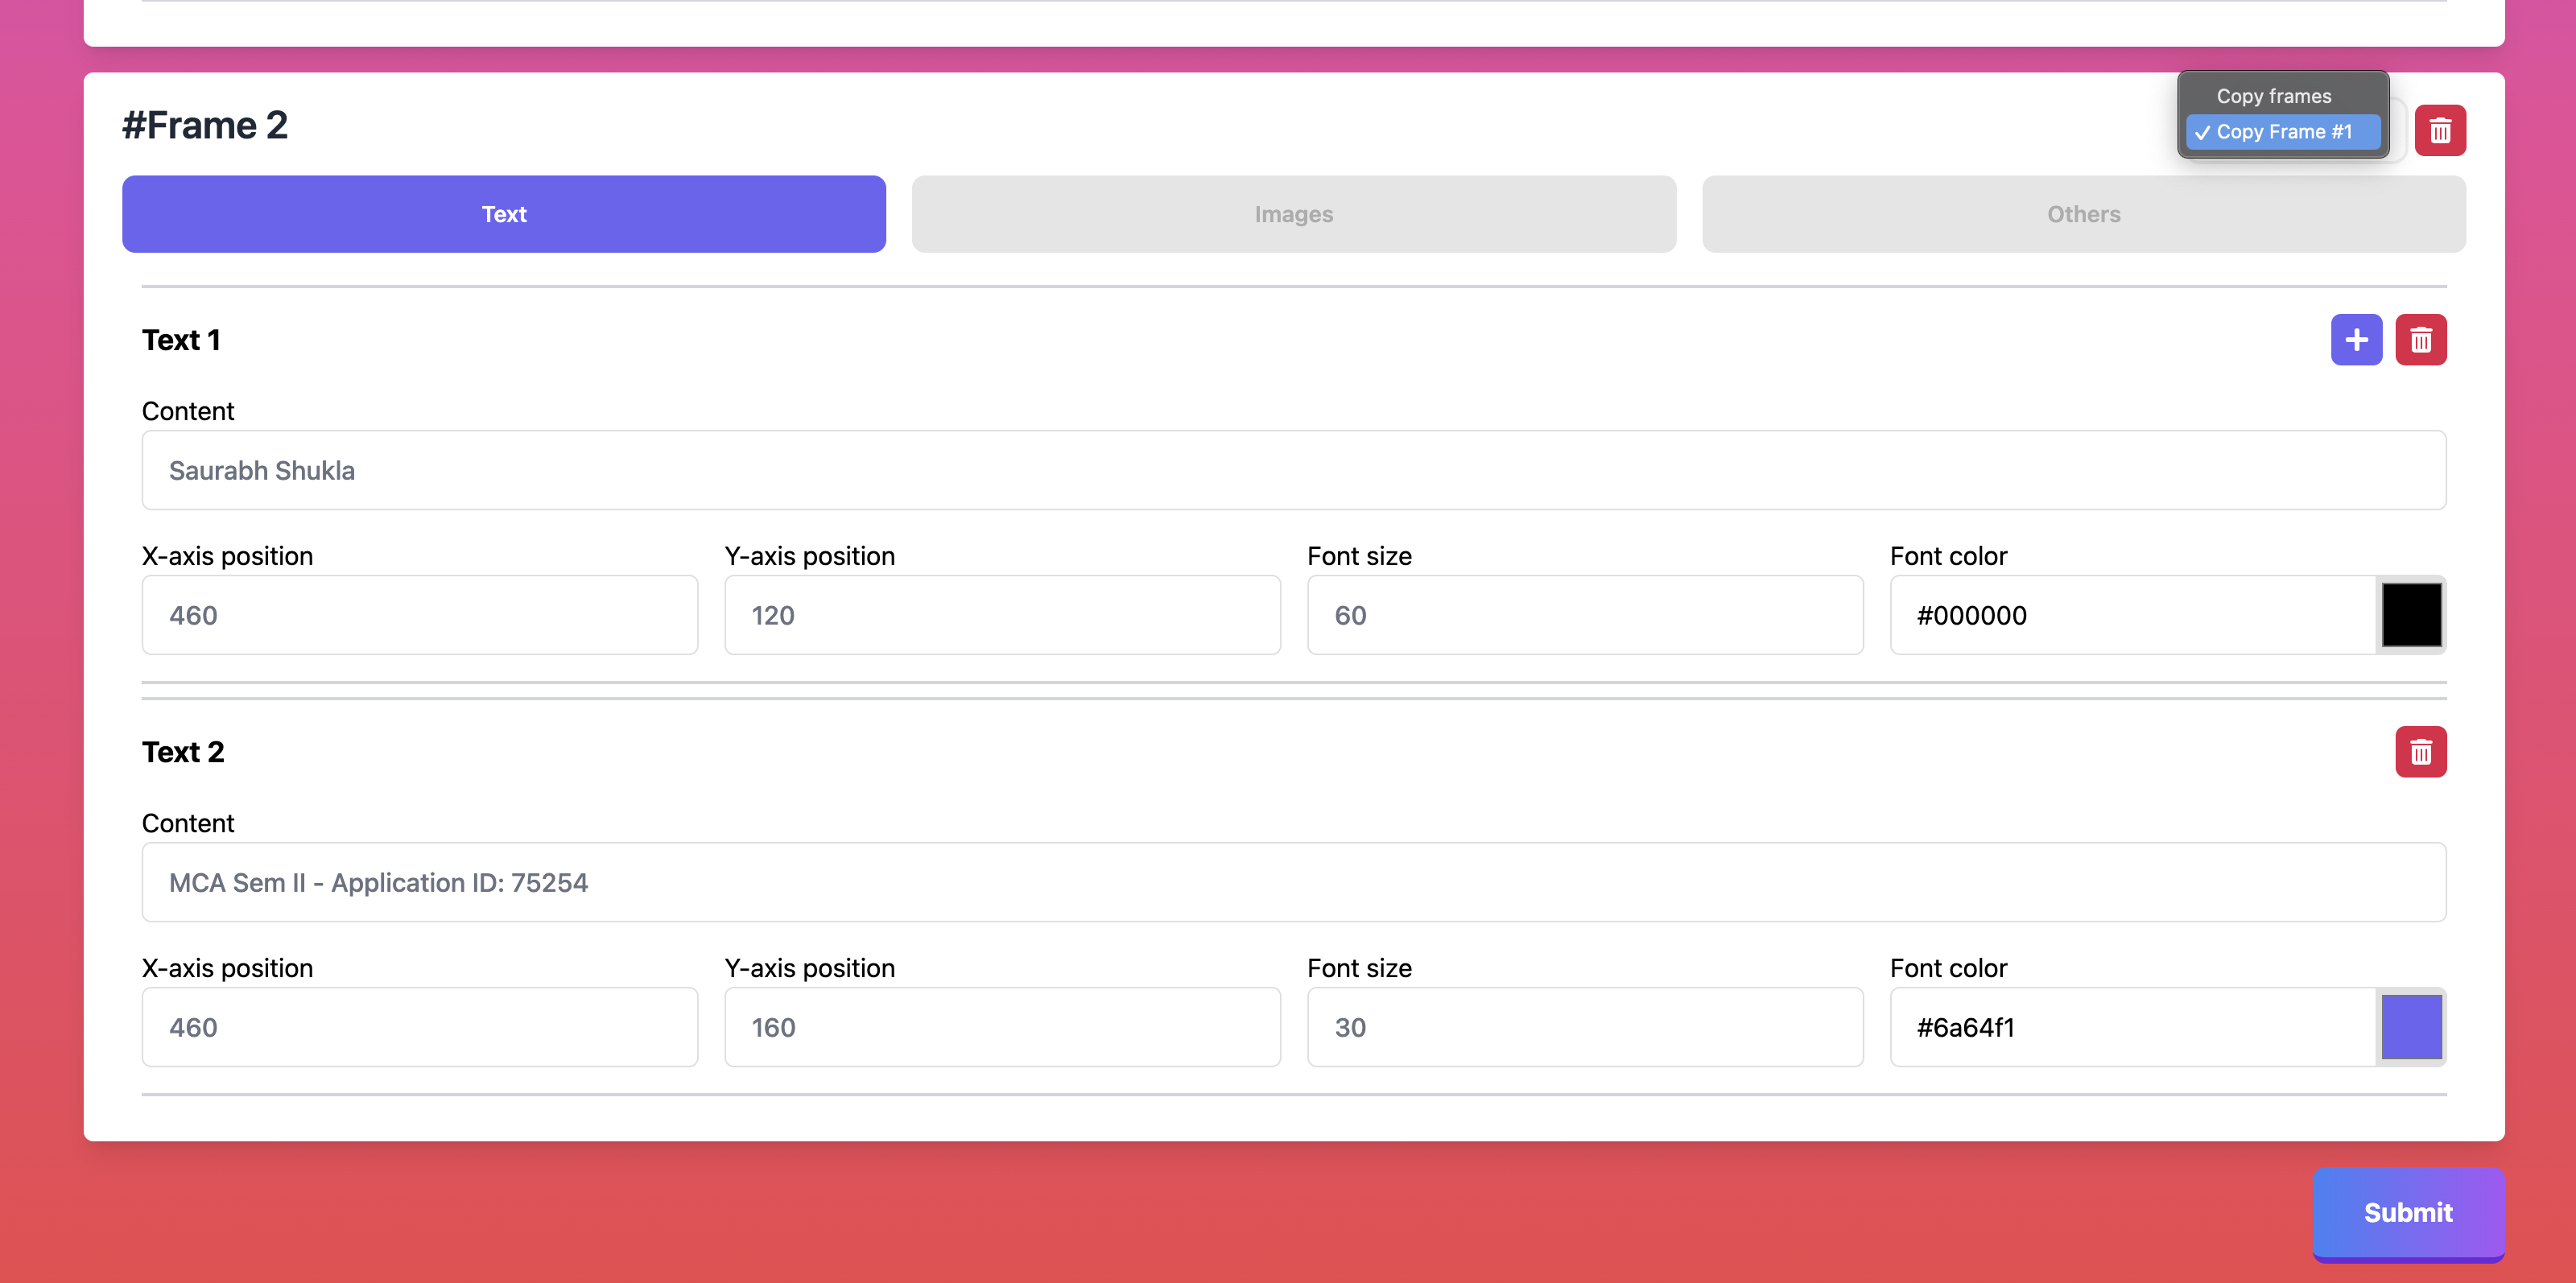 Copy frames
#Frame 2
✓ Copy Frame #1
Text
Images
Others
Text 1
Content
Saurabh Shukla
X-axis position
Y-axis position
Font size
Font color
460
120
60
#000000
Text 2
Content
MCA Sem II - Application ID: 75254
X-axis position
Y-axis position
Font size
Font color
460
160
30
#6a64f1
Submit